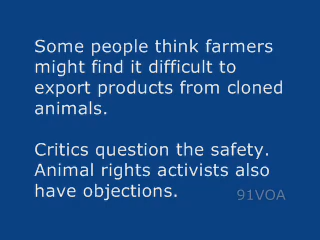 Some people think farmers
might find it difficult to
export products from cloned
animals.
Critics question the safety.
Animal rights activists also
have objections.
91VOA